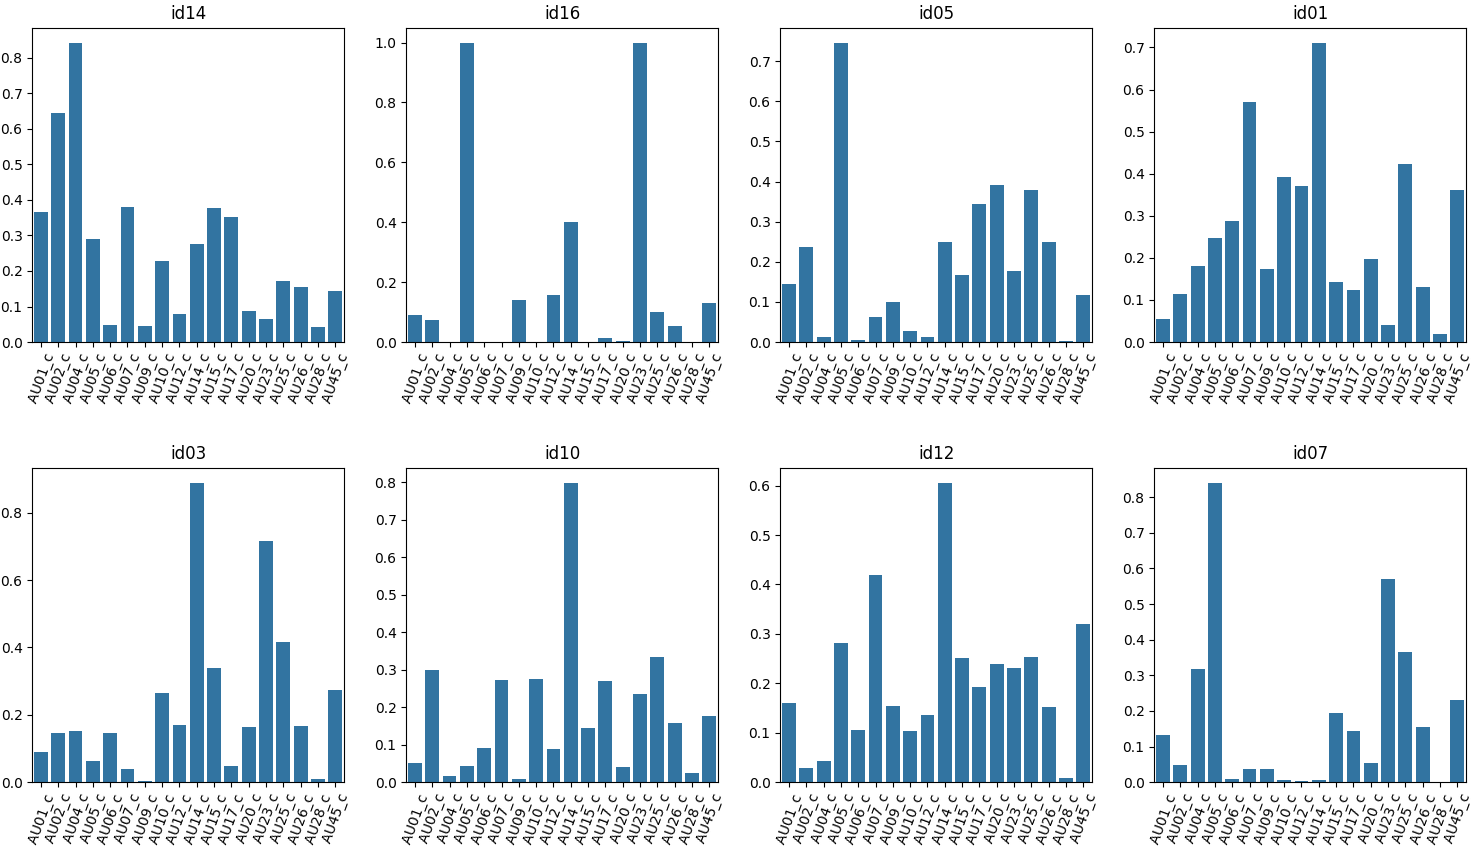 id14 id16 id05 id01
0.8 0.7 0.6 0.5 0.4 0.3 0.2 0.1 0.0
AU01_c AU02_c AU04_c AU05_c AU06_c AU07_c AU09_c AU10_c AU12_c AU14_c AU15_c AU17_c AU20_c AU23_c AU25_c AU26_c AU28_c AU45_c
1.0 0.8 0.6 0.4 0.2 0.0
AU01_c AU02_c AU04_c AU05_c AU06_c AU07_c AU09_c AU10_c AU12_c AU14_c AU15_c AU17_c AU20_c AU23_c AU25_c AU26_c AU28_c AU45_c
0.7 0.6 0.5 0.4 0.3 0.2 0.1 0.0
AU01_c AU02_c AU04_c AU05_c AU06_c AU07_c AU09_c AU10_c AU12_c AU14_c AU15_c AU17_c AU20_c AU23_c AU25_c AU26_c AU28_c AU45_c
0.7 0.6 0.5 0.4 0.3 0.2 0.1 0.0
AU01_c AU02_c AU04_c AU05_c AU06_c AU07_c AU09_c AU10_c AU12_c AU14_c AU15_c AU17_c AU20_c AU23_c AU25_c AU26_c AU28_c AU45_c
id03 id10 id12 id07
0.8 0.6 0.4 0.2 0.0
AU01_c AU02_c AU04_c AU05_c AU06_c AU07_c AU09_c AU10_c AU12_c AU14_c AU15_c AU17_c AU20_c AU23_c AU25_c AU26_c AU28_c AU45_c
0.8 0.7 0.6 0.5 0.4 0.3 0.2 0.1 0.0
AU01_c AU02_c AU04_c AU05_c AU06_c AU07_c AU09_c AU10_c AU12_c AU14_c AU15_c AU17_c AU20_c AU23_c AU25_c AU26_c AU28_c AU45_c
0.6 0.5 0.4 0.3 0.2 0.1 0.0
AU01_c AU02_c AU04_c AU05_c AU06_c AU07_c AU09_c AU10_c AU12_c AU14_c AU15_c AU17_c AU20_c AU23_c AU25_c AU26_c AU28_c AU45_c
0.8 0.7 0.6 0.5 0.4 0.3 0.2 0.1 0.0
AU01_c AU02_c AU04_c AU05_c AU06_c AU07_c AU09_c AU10_c AU12_c AU14_c AU15_c AU17_c AU20_c AU23_c AU25_c AU26_c AU28_c AU45_c